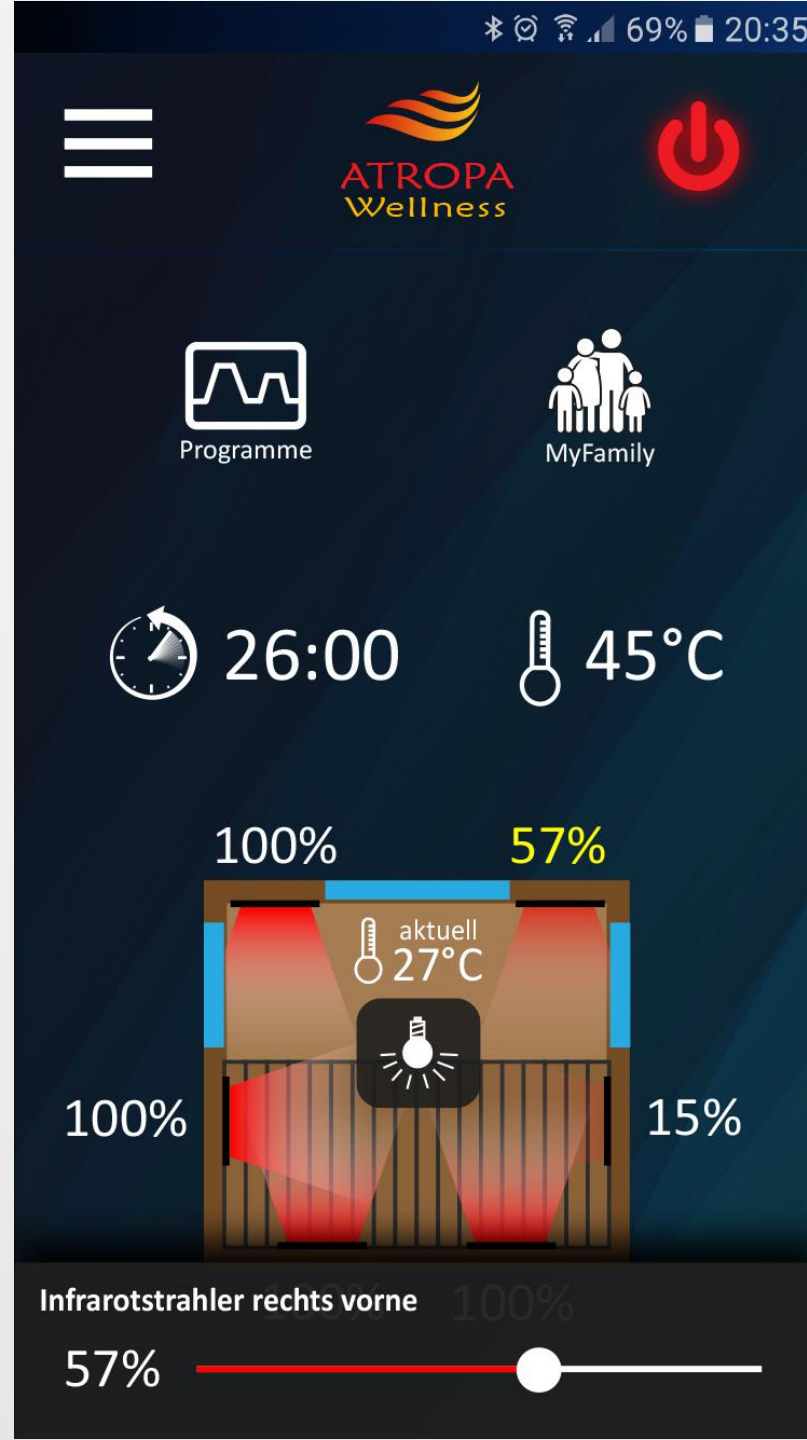 69% 20:35
ATROPA
Wellness
Programme
MyFamily
26:00
45°C
100%
57%
aktuell
27°C
100%
15%
100%
100%
Infrarotstrahler rechts vorne
57%